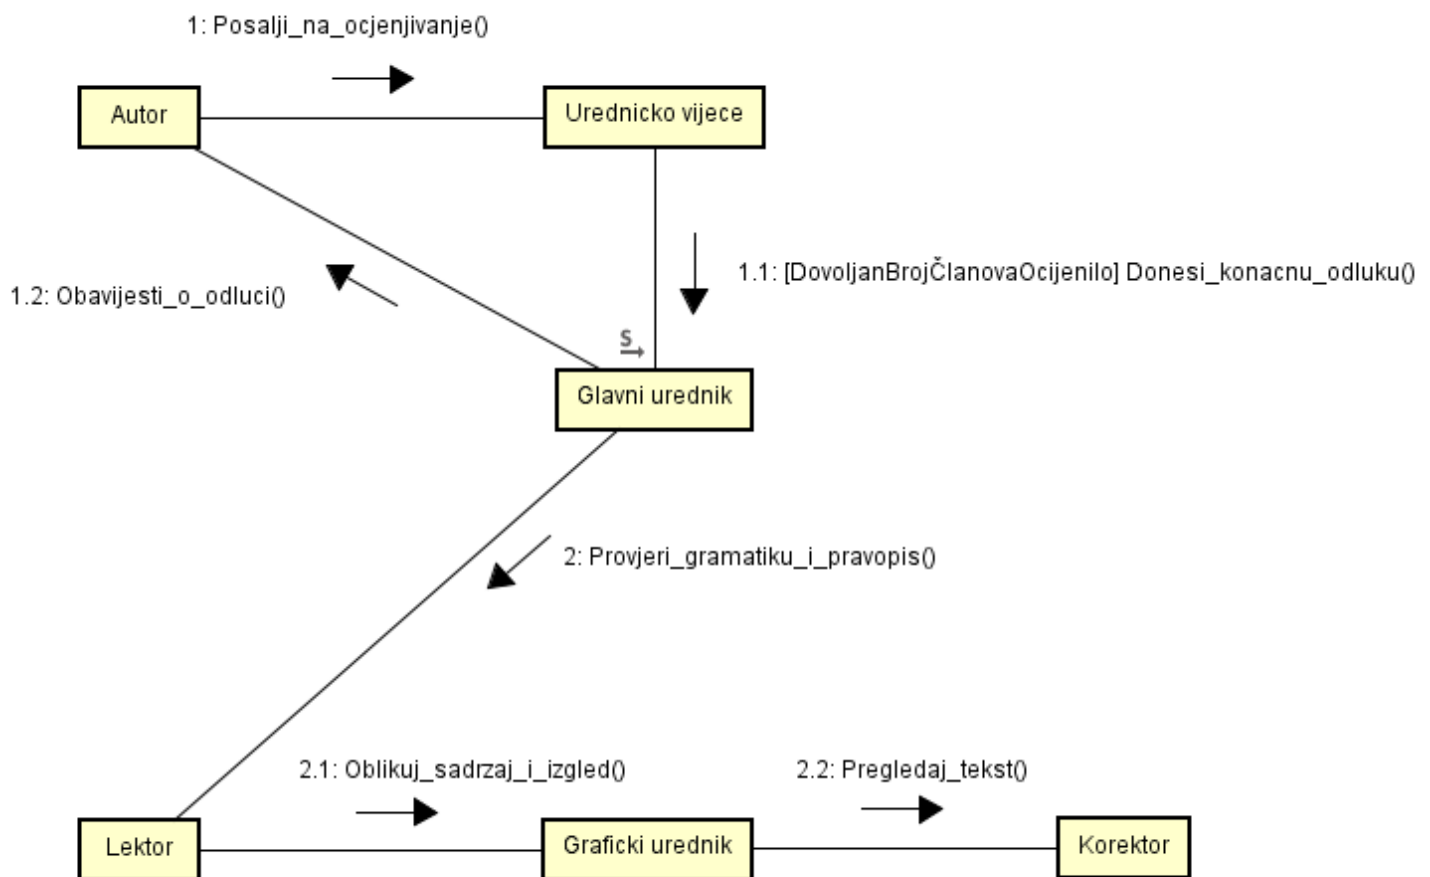 1: Posalji_na_ocjenjivanje()
Autor
Urednicko vijece
1.1: [DovoljanBrojČlanovaOcijenilo] Donesi_konacnu_odluku()
1.2: Obavijesti_o_odluci()
S
Glavni urednik
2: Provjeri_gramatiku_i_pravopis()
2.1: Oblikuj_sadrzaj_i_izgled()
2.2: Pregledaj_tekst()
Lektor
Graficki urednik
Korektor